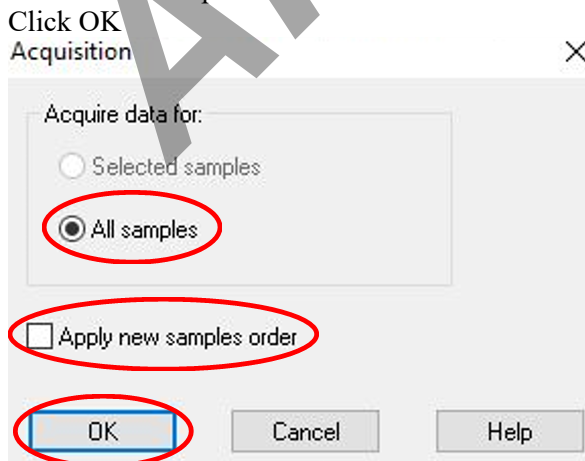 Click OK
Acquisition
Acquire data for:
Selected samples
All samples
Apply new samples order
OK Cancel Help